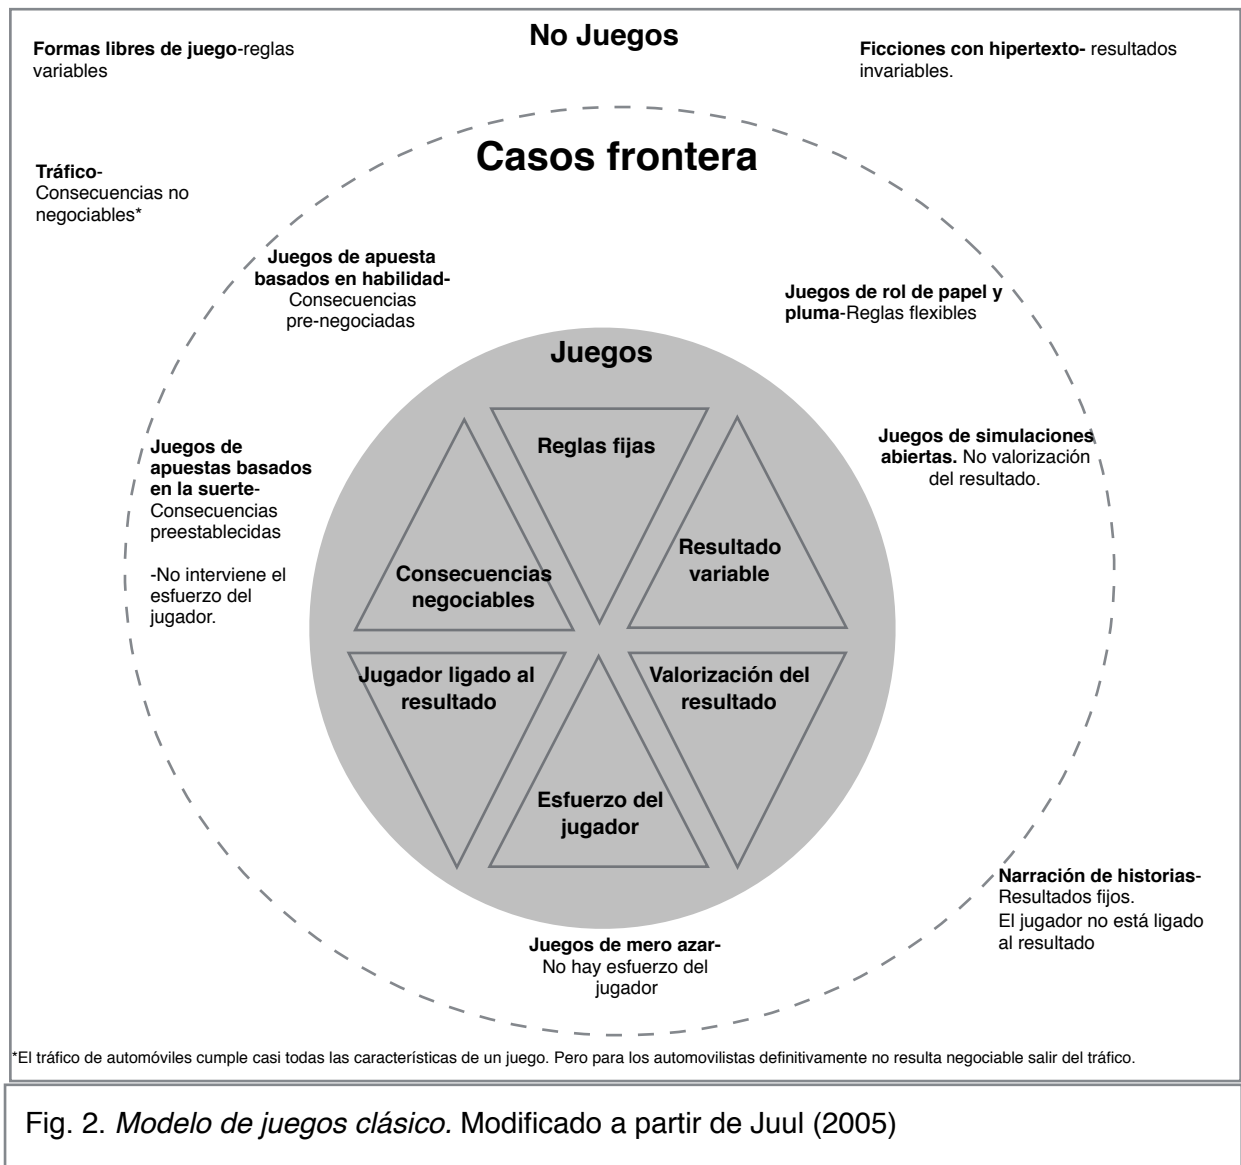 No Juegos
Formas libres de juego-reglas
variables
Ficciones con hipertexto- resultados
invariables.
Casos frontera
Tráfico-
Consecuencias no
negociables*
Juegos de apuesta
basados en habilidad-
Consecuencias
pre-negociadas
Juegos de rol de papel y
pluma-Reglas flexibles
Juegos
Juegos de
apuestas basados
en la suerte-
Consecuencias
preestablecidas
-No interviene el
esfuerzo del
jugador.
Reglas fijas
Juegos de simulaciones
abiertas. No valorización
del resultado.
Consecuencias
negociables
Resultado
variable
Jugador ligado al
resultado
Valorización del
resultado
Esfuerzo del
jugador
Narración de historias-
Resultados fijos.
El jugador no está ligado
al resultado
Juegos de mero azar-
No hay esfuerzo del
jugador
*El tráfico de automóviles cumple casi todas las características de un juego. Pero para los automovilistas definitivamente no resulta negociable salir del tráfico.
Fig. 2. Modelo de juegos clásico. Modificado a partir de Juul (2005)